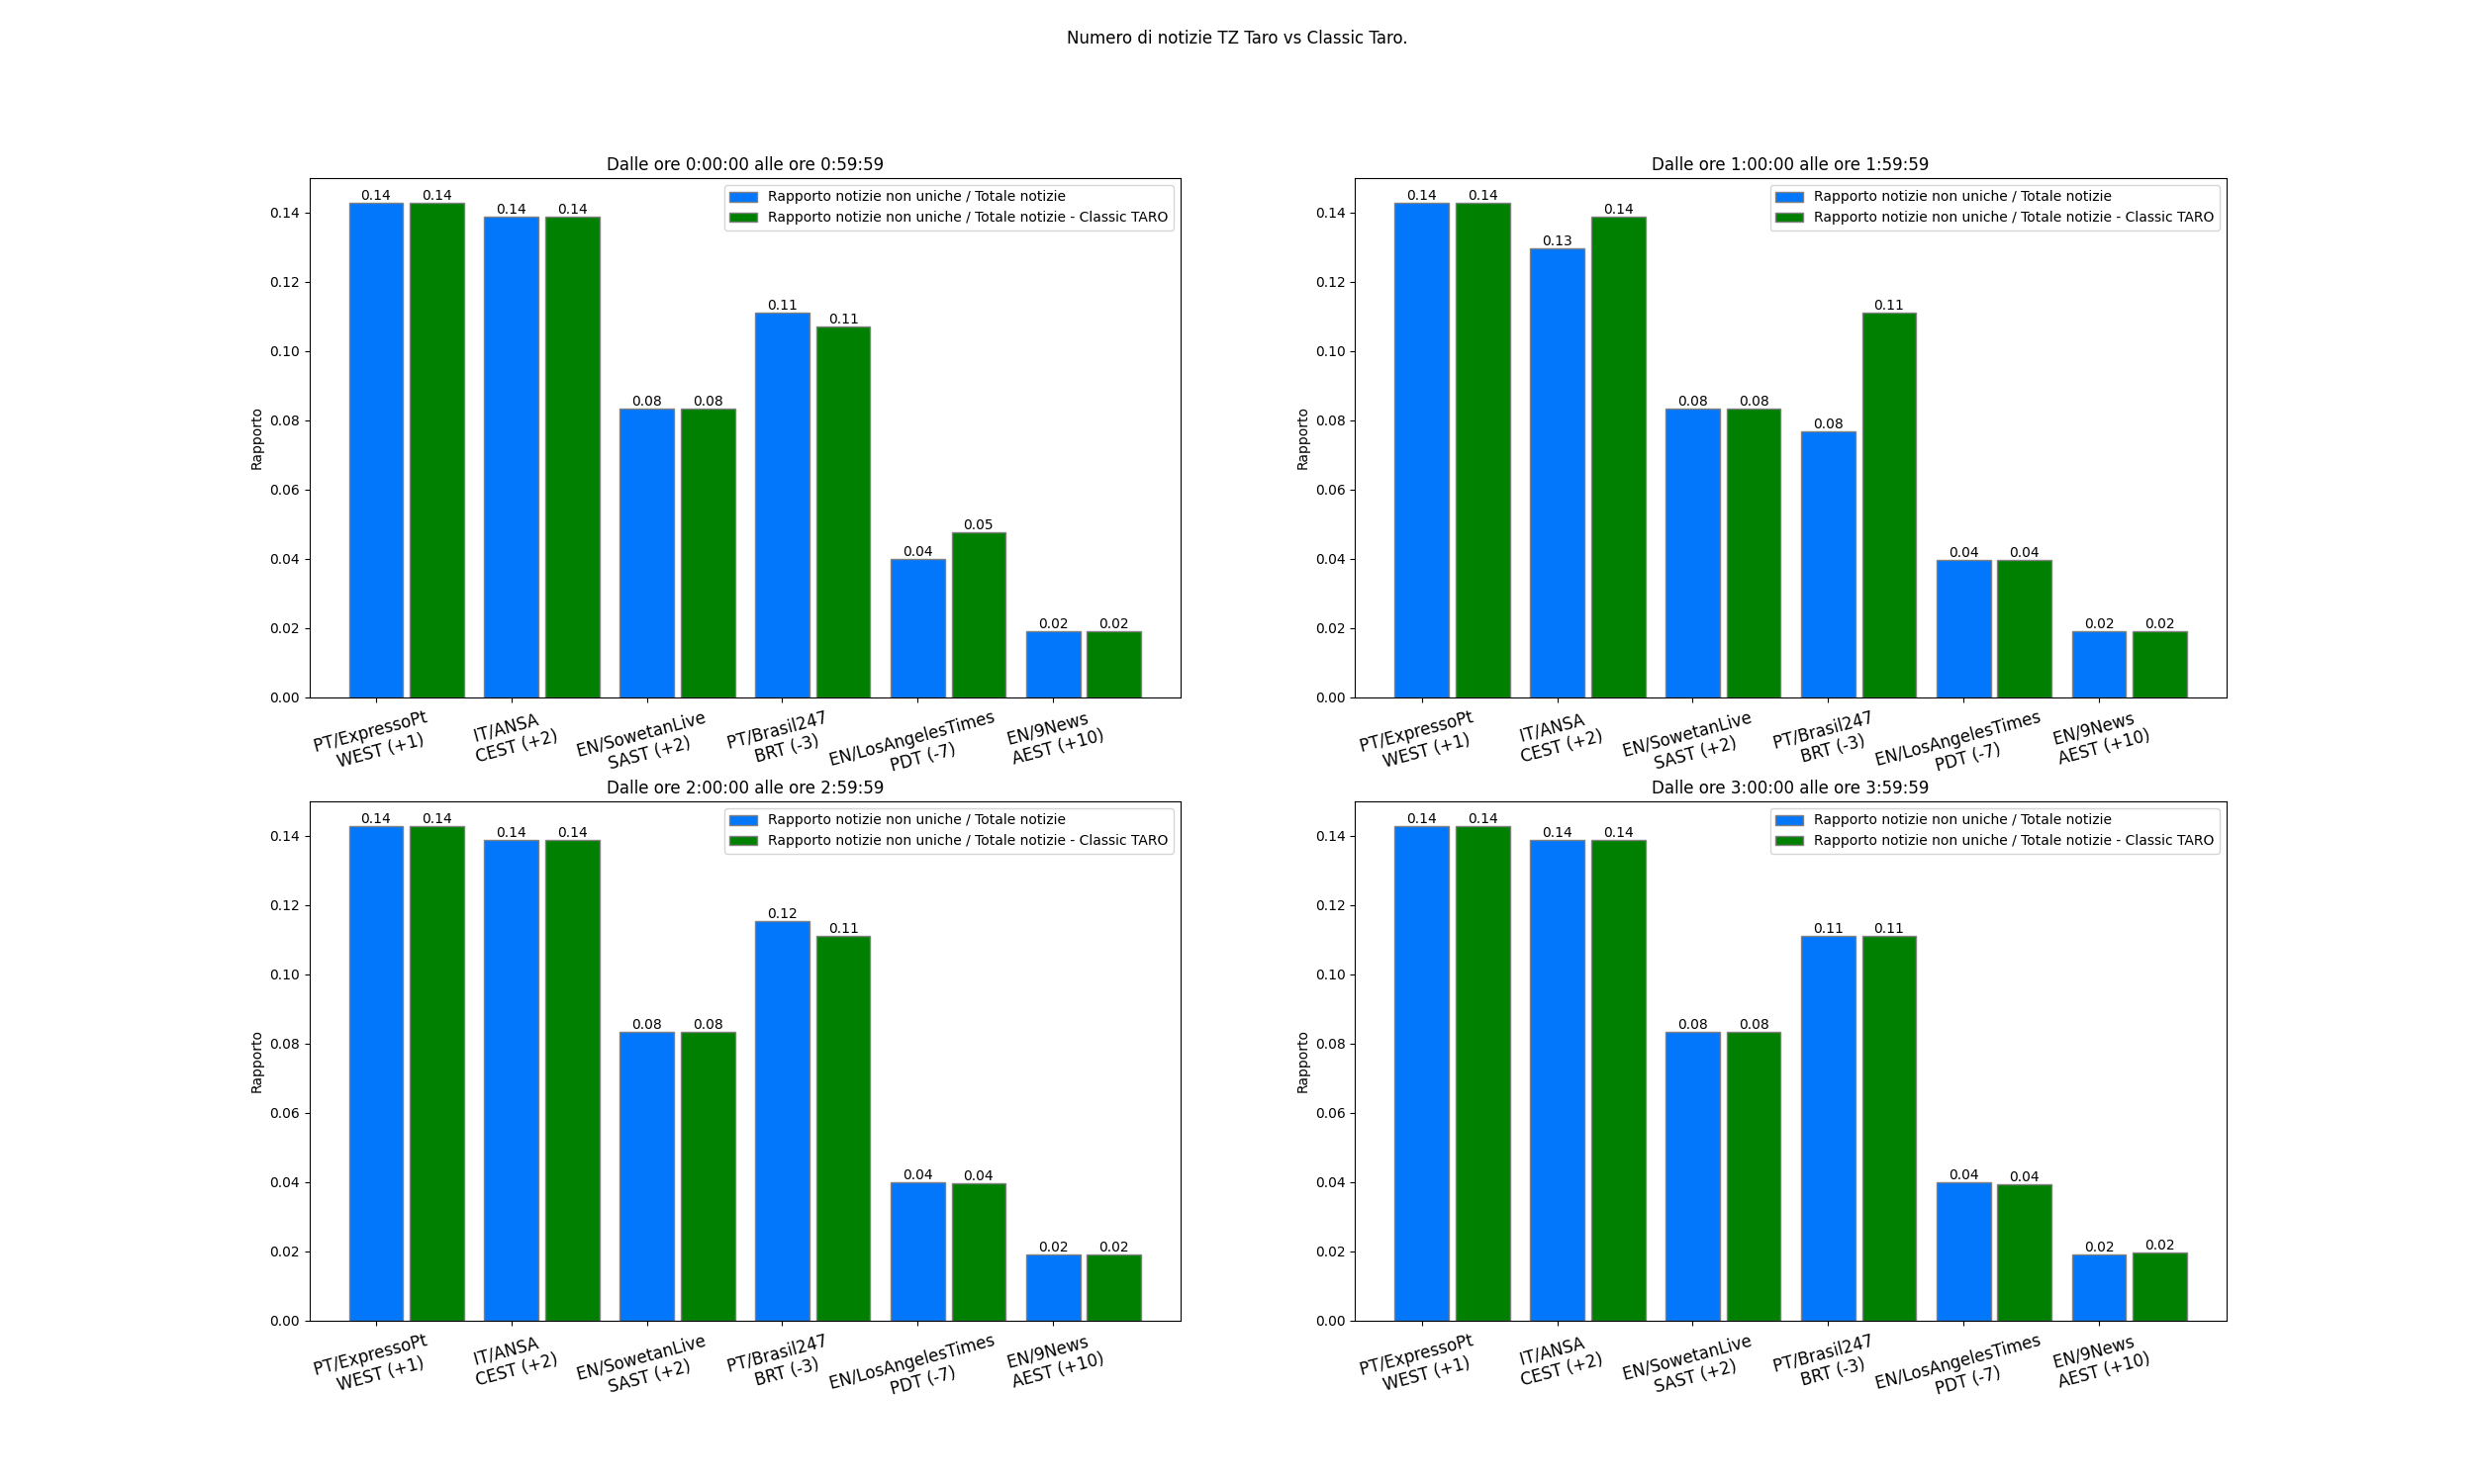 Numero di notizie TZ Taro vs Classic Taro.
Dalle ore 0:00:00 alle ore 0:59:59
Rapporto notizie non uniche / Totale notizie
Rapporto notizie non uniche / Totale notizie - Classic TARO
Rapporto
0.14
0.12
0.10
0.08
0.06
0.04
0.02
0.00
0.14 0.14 0.14 0.14 0.08 0.08 0.11 0.11 0.04 0.05 0.02 0.02
PT/ExpressoPt
WEST (+1)
IT/ANSA
CEST (+2)
EN/SowetanLive
SAST (+2)
PT/Brasil247
BRT (-3)
EN/LosAngelesTimes
PDT (-7)
EN/9News
AEST (+10)
Dalle ore 1:00:00 alle ore 1:59:59
Rapporto notizie non uniche / Totale notizie
Rapporto notizie non uniche / Totale notizie - Classic TARO
Rapporto
0.14
0.12
0.10
0.08
0.06
0.04
0.02
0.00
0.14 0.14 0.13 0.14 0.08 0.08 0.08 0.11 0.04 0.04 0.02 0.02
PT/ExpressoPt
WEST (+1)
IT/ANSA
CEST (+2)
EN/SowetanLive
SAST (+2)
PT/Brasil247
BRT (-3)
EN/LosAngelesTimes
PDT (-7)
EN/9News
AEST (+10)
Dalle ore 2:00:00 alle ore 2:59:59
Rapporto notizie non uniche / Totale notizie
Rapporto notizie non uniche / Totale notizie - Classic TARO
Rapporto
0.14
0.12
0.10
0.08
0.06
0.04
0.02
0.00
0.14 0.14 0.14 0.14 0.08 0.08 0.12 0.11 0.04 0.04 0.02 0.02
PT/ExpressoPt
WEST (+1)
IT/ANSA
CEST (+2)
EN/SowetanLive
SAST (+2)
PT/Brasil247
BRT (-3)
EN/LosAngelesTimes
PDT (-7)
EN/9News
AEST (+10)
Dalle ore 3:00:00 alle ore 3:59:59
Rapporto notizie non uniche / Totale notizie
Rapporto notizie non uniche / Totale notizie - Classic TARO
Rapporto
0.14
0.12
0.10
0.08
0.06
0.04
0.02
0.00
0.14 0.14 0.14 0.14 0.08 0.08 0.11 0.11 0.04 0.04 0.02 0.02
PT/ExpressoPt
WEST (+1)
IT/ANSA
CEST (+2)
EN/SowetanLive
SAST (+2)
PT/Brasil247
BRT (-3)
EN/LosAngelesTimes
PDT (-7)
EN/9News
AEST (+10)